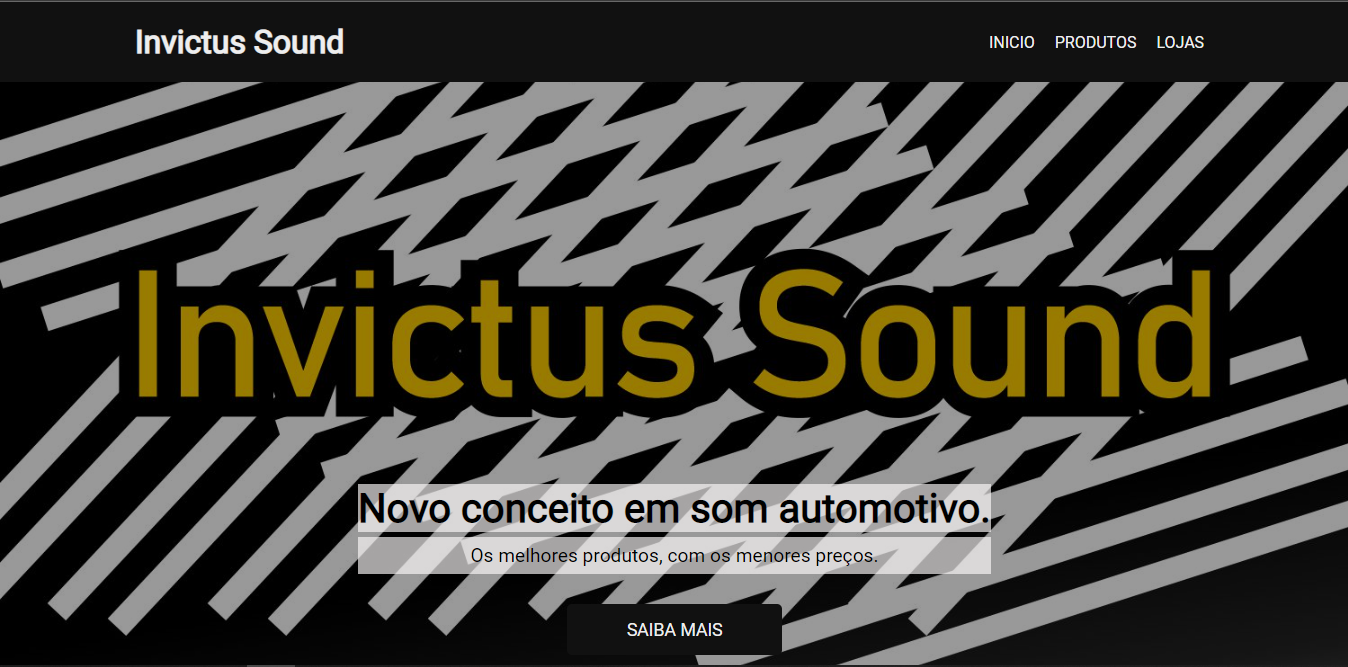 Invictus Sound
INICIO PRODUTOS LOJAS
Invictus Sound
Novo conceito em som automotivo.
Os melhores produtos, com os menores preços.
SAIBA MAIS